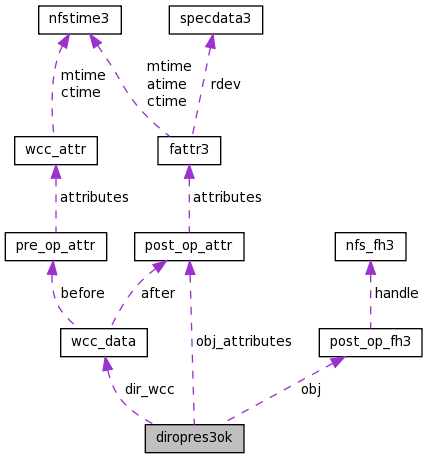 nfstime3
specdata3
mtime
ctime
mtime
atime
ctime
rdev
wcc_attr
fattr3
attributes
attributes
pre_op_attr
post_op_attr
nfs_fh3
before
after
handle
wcc_data
obj_attributes
post_op_fh3
dir_wcc
obj
diropres3ok